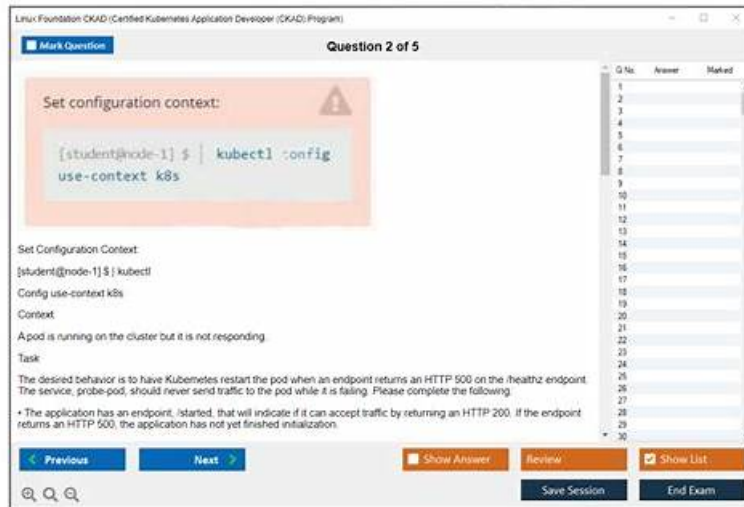 Linux Foundation CKAD (Certified Kubernetes Application Developer (CKAD) Program)
Mark Question
Question 2 of 5
Q No. Answer Marked
Set configuration context:
[student@node-1] $ | kubectl config
use-context k8s
Set Configuration Context:
[student@node-1] $ | kubectl
Config use-context k8s
Context
A pod is running on the cluster but it is not responding.
Task
The desired behavior is to have Kubernetes restart the pod when an endpoint returns an HTTP 500 on the /healthz endpoint.
The service, probe-pod, should never send traffic to the pod while it is failing. Please complete the following:
• The application has an endpoint, /started, that will indicate if it can accept traffic by returning an HTTP 200. If the endpoint
returns an HTTP 500, the application has not yet finished initialization.
1
2
3
4
5
6
7
8
9
10
11
12
13
14
15
16
17
18
19
20
21
22
23
24
25
26
27
28
29
30
Previous
Next
Show Answer
Review
Show List
Save Session
End Exam